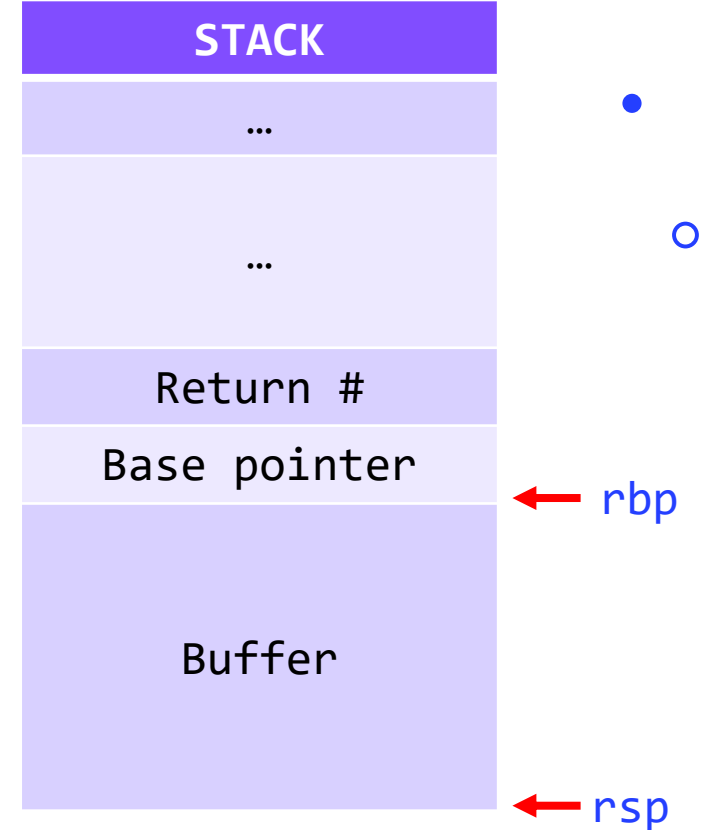 STACK
…
…
Return #
Base pointer
rbp
Buffer
rsp